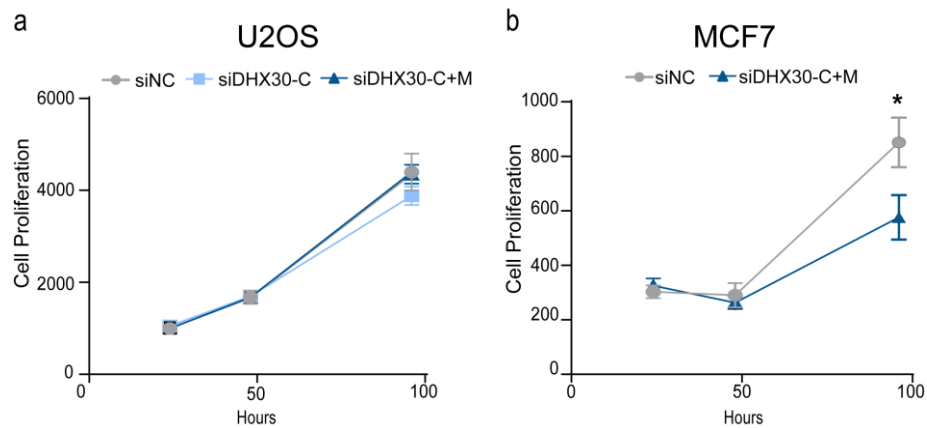 a
U2OS
siNC siDHX30-C siDHX30-C+M
Cell Proliferation
6000
4000
2000
0
0 50 100
Hours
b
MCF7
siNC siDHX30-C+M
Cell Proliferation
1000
800
600
400
200
0
*
0 50 100
Hours